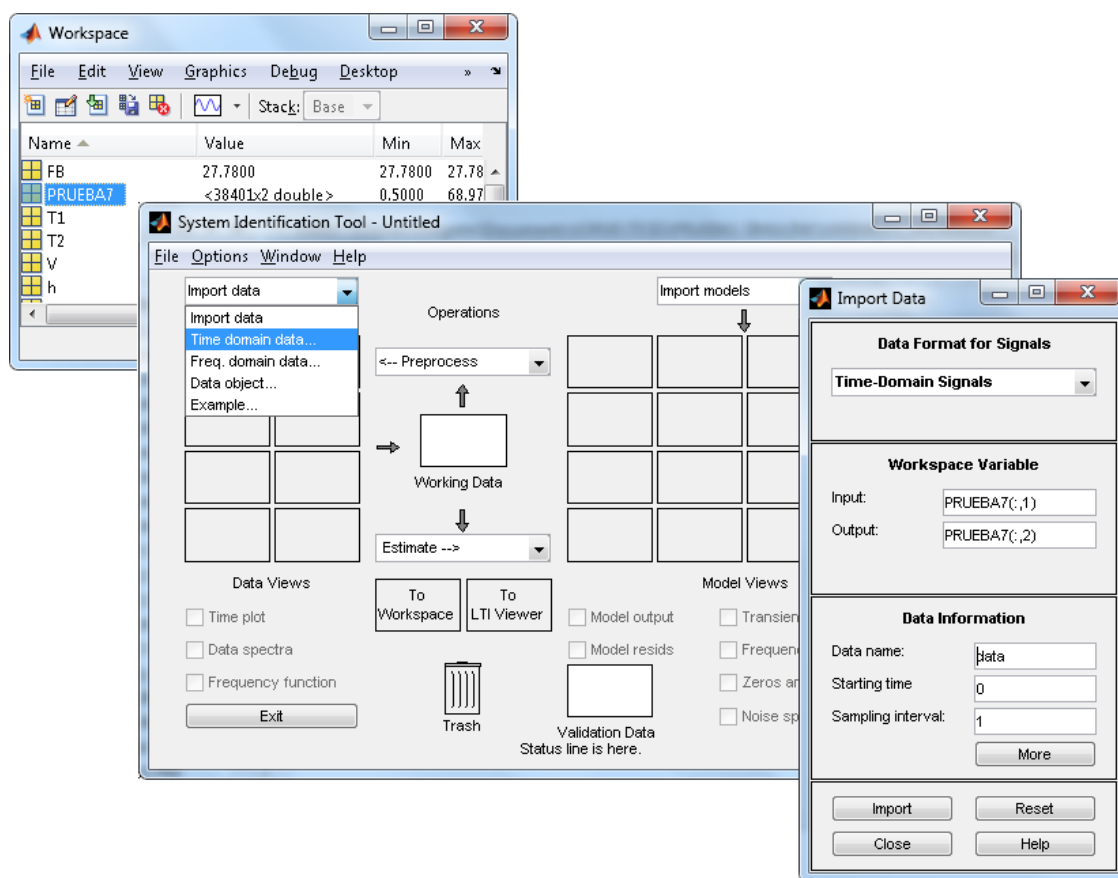 Workspace
File Edit View Graphics Debug Desktop »
Stack: Base
Name Value Min Max
FB 27.7800 27.7800 27.78
PRUEBA7 <38401x2 double> 0.5000 68.97
T1
T2
V
h
System Identification Tool - Untitled
File Options Window Help
Import data
Import data
Time domain data...
Freq. domain data...
Data object...
Example...
Operations
<-- Preprocess
Working Data
Estimate -->
Data Views
Time plot
Data spectra
Frequency function
Exit
To Workspace
To LTI Viewer
Trash
Import models
Model Views
Model output
Model resids
Transien
Frequen
Zeros ar
Noise sp
Validation Data
Status line is here.
Import Data
Data Format for Signals
Time-Domain Signals
Workspace Variable
Input: PRUEBA7(:,1)
Output: PRUEBA7(:,2)
Data Information
Data name: data
Starting time 0
Sampling interval: 1
More
Import Reset
Close Help